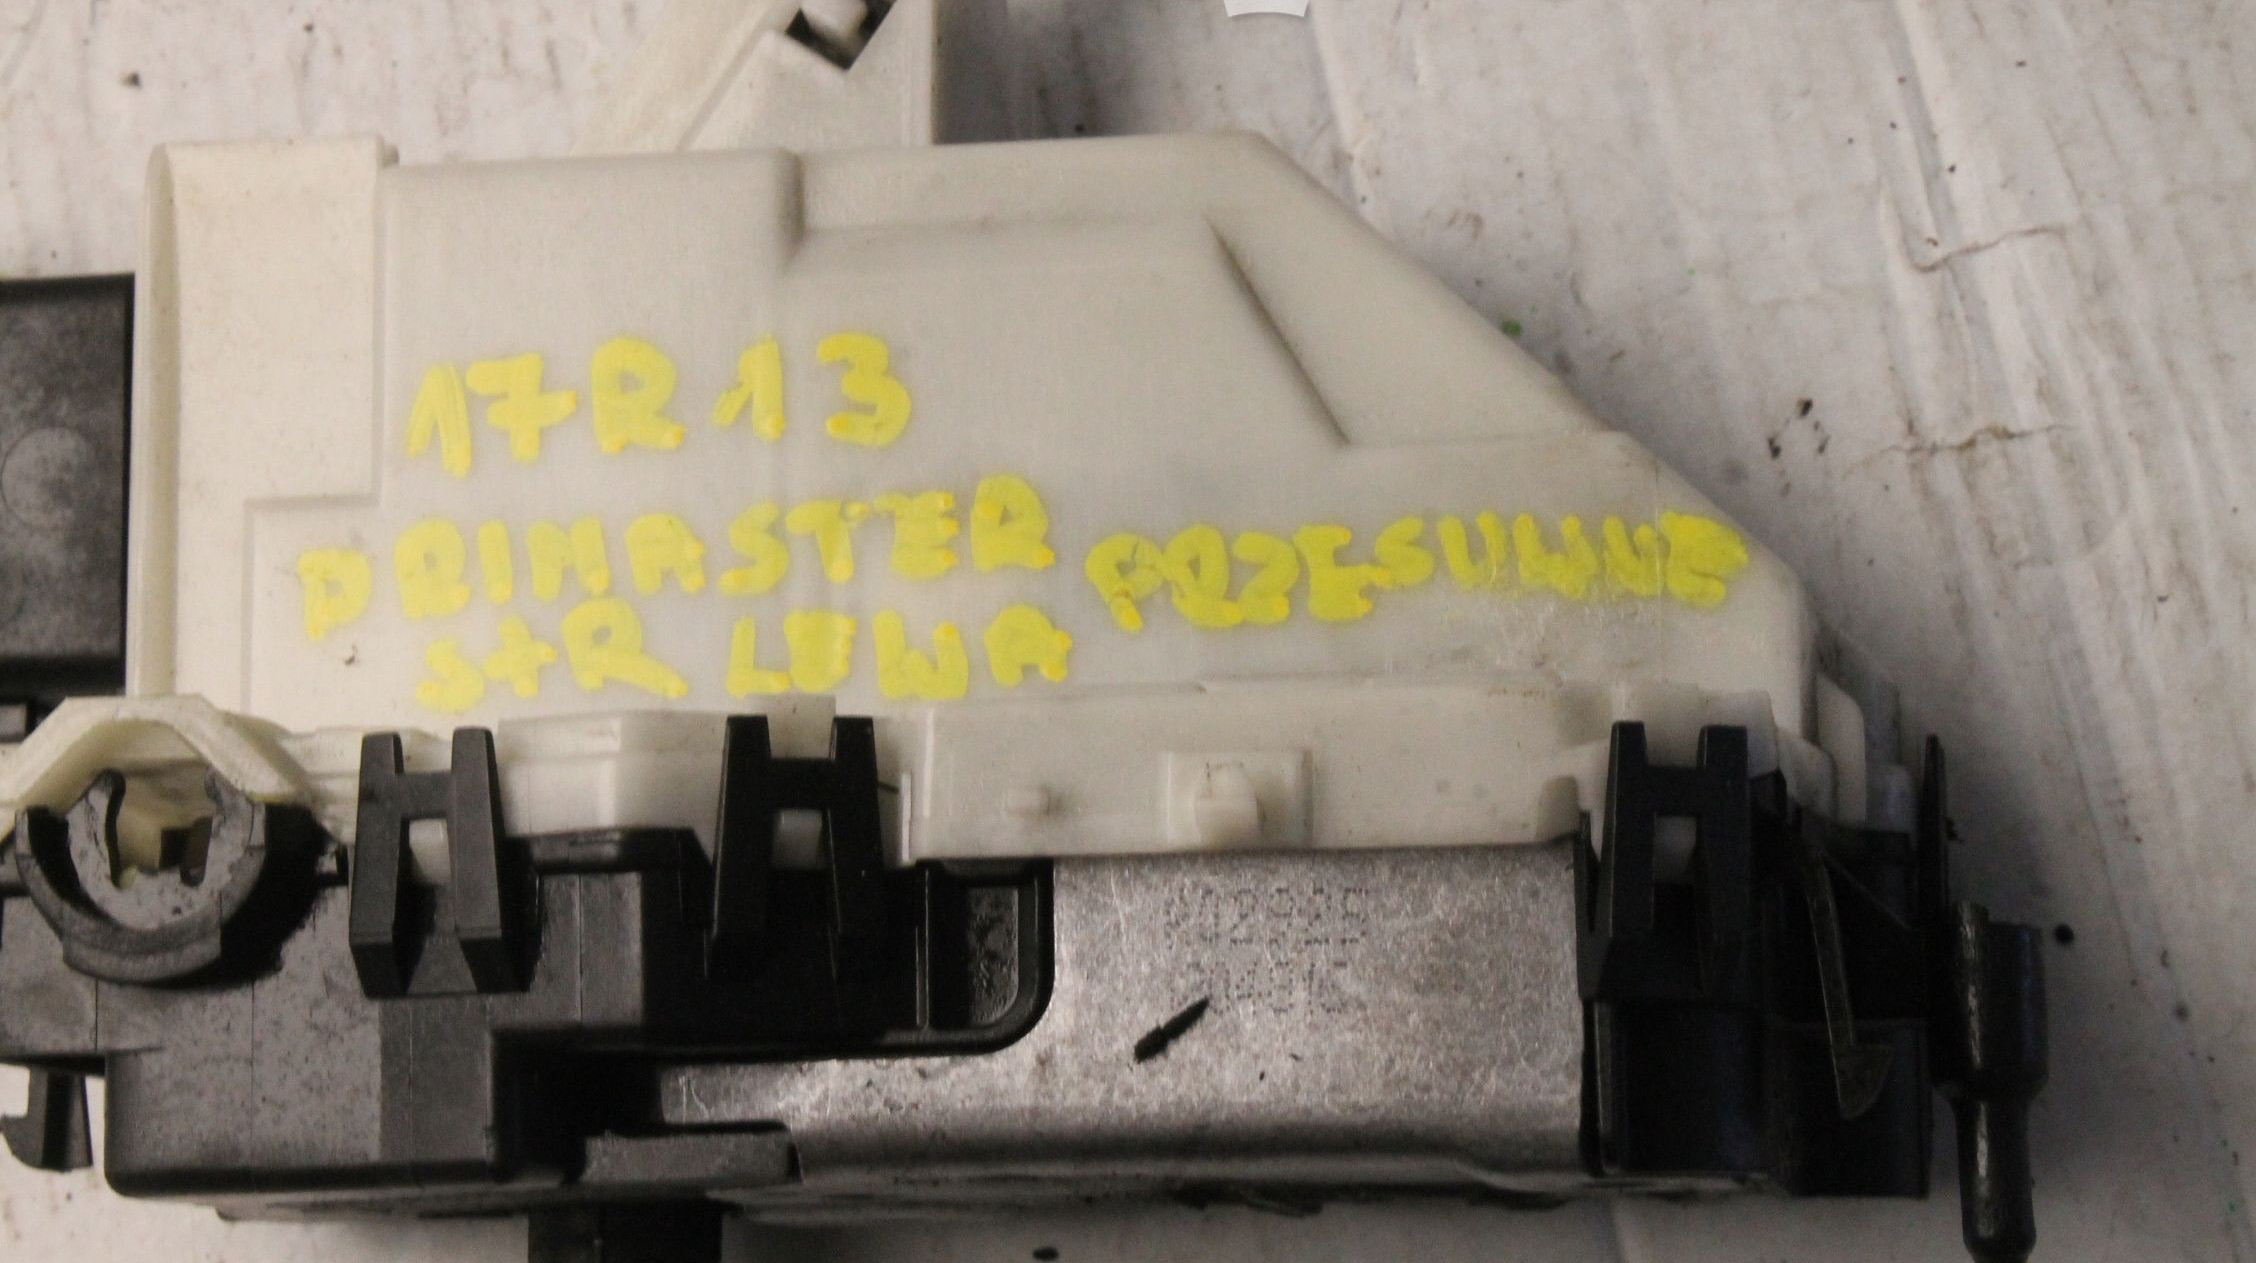 17R13
PRIMASTER PRZESUWNE
STR LEWA